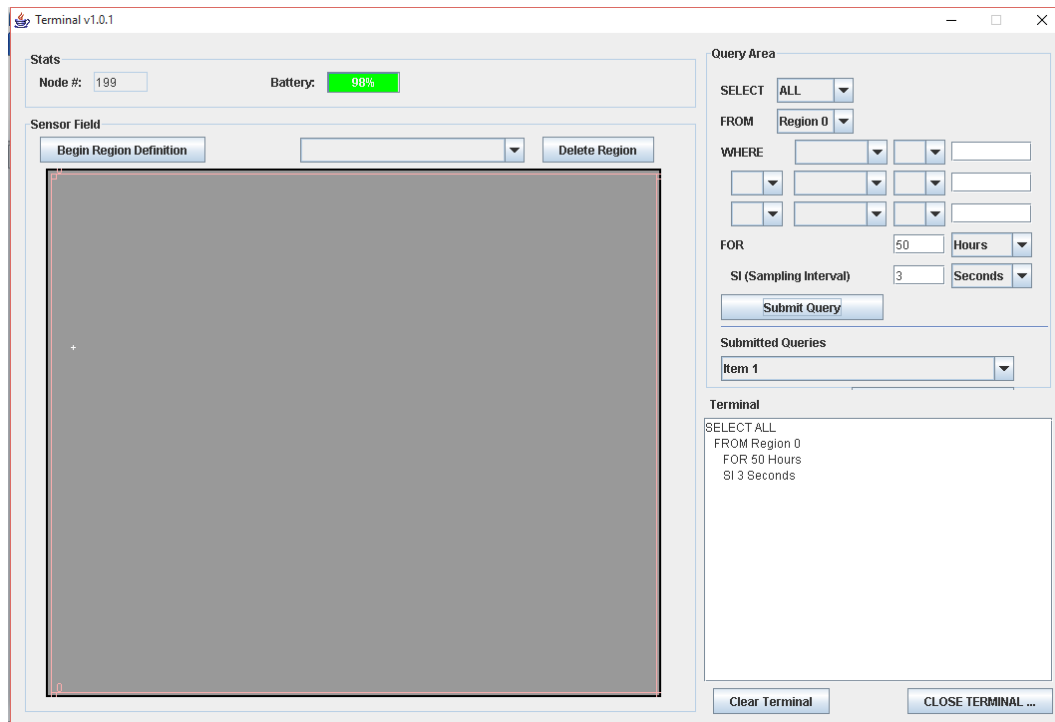 Terminal v1.0.1
Stats
Node #: 199 Battery: 98%
Sensor Field
Begin Region Definition Delete Region
0
0
Query Area
SELECT ALL
FROM Region 0
WHERE
FOR 50 Hours
SI (Sampling Interval) 3 Seconds
Submit Query
Submitted Queries
Item 1
Terminal
SELECT ALL
FROM Region 0
FOR 50 Hours
SI 3 Seconds
Clear Terminal CLOSE TERMINAL ...